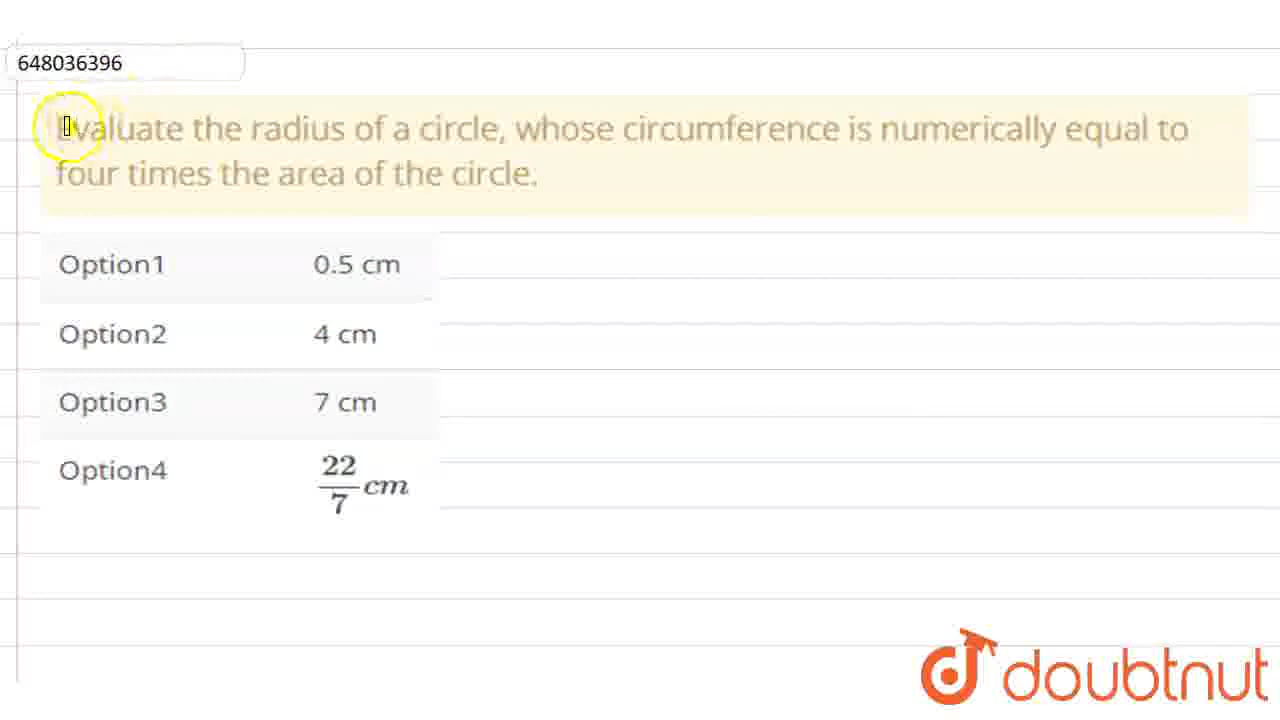 648036396
Evaluate the radius of a circle, whose circumference is numerically equal to
four times the area of the circle.
Option1 0.5 cm
Option2 4 cm
Option3 7 cm
Option4 22/7 cm
doubtnut